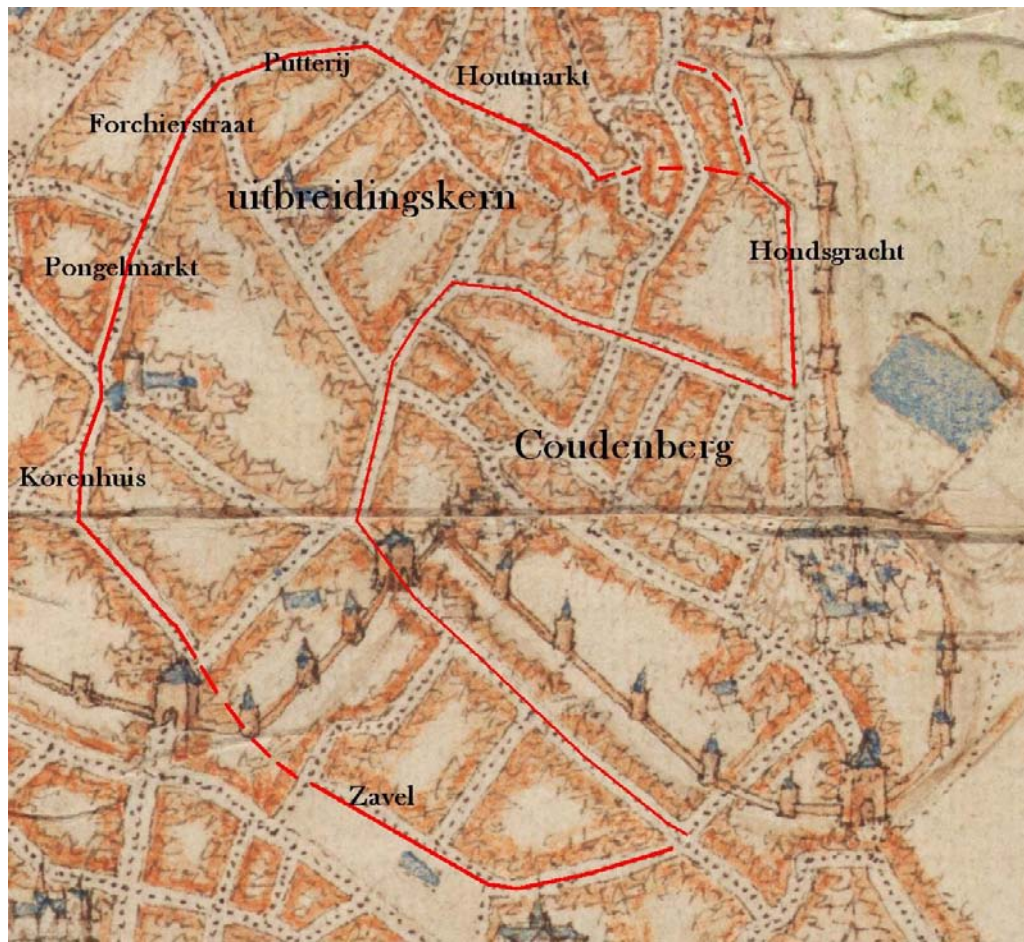 Putterij
Houtmarkt
Forchierstraat
uitbreidingskern
Hondsgracht
Pongelmarkt
Coudenberg
Korenhuis
Zavel